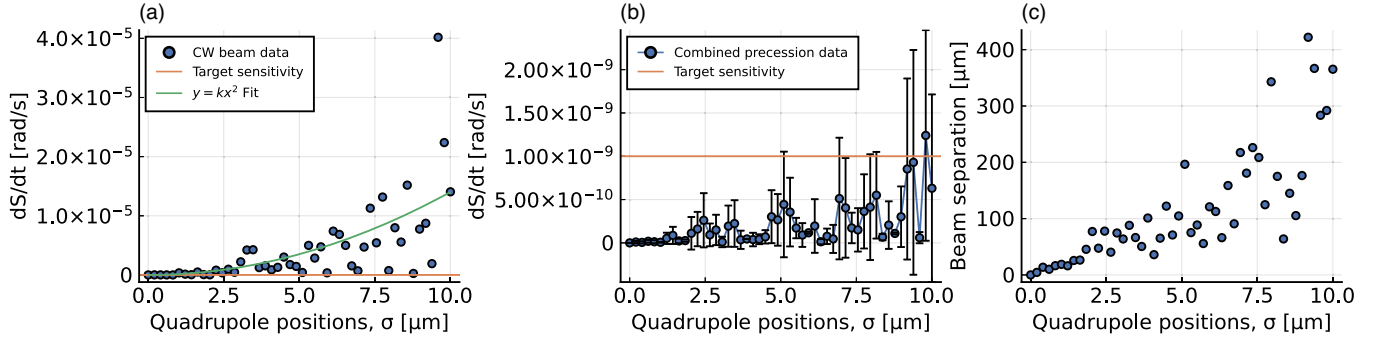 (a)
dS/dt [rad/s]
4.0×10⁻⁵
3.0×10⁻⁵
2.0×10⁻⁵
1.0×10⁻⁵
0
CW beam data
Target sensitivity
y = kx² Fit
0.0 2.5 5.0 7.5 10.0
Quadrupole positions, σ [μm]
(b)
dS/dt [rad/s]
2.00×10⁻⁹
1.50×10⁻⁹
1.00×10⁻⁹
5.00×10⁻¹⁰
0
Combined precession data
Target sensitivity
0.0 2.5 5.0 7.5 10.0
Quadrupole positions, σ [μm]
(c)
Beam separation [μm]
400
300
200
100
0
0.0 2.5 5.0 7.5 10.0
Quadrupole positions, σ [μm]